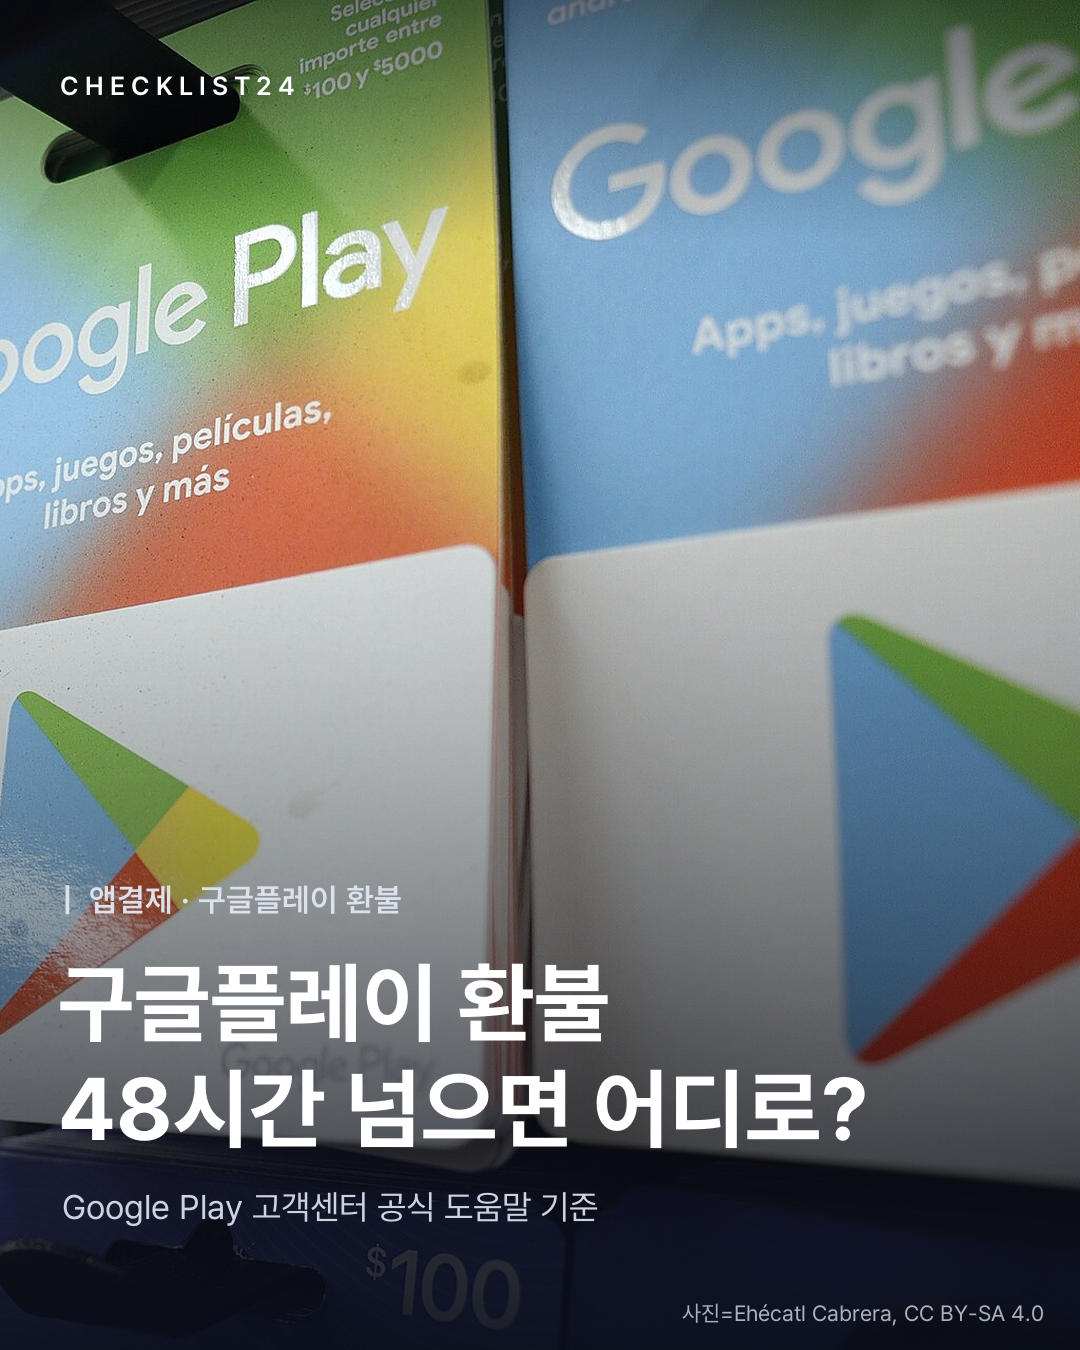 Selec
cualquier
importe entre
$100 y $5000
CHECKLIST24
Google
oogle Play
Apps, juegos, p
libros y m
ops, juegos, películas,
libros y más
| 앱결제 · 구글플레이 환불
구글플레이 환불
Google Play
48시간 넘으면 어디로?
Google Play 고객센터 공식 도움말 기준
$100
사진=Ehécatl Cabrera, CC BY-SA 4.0